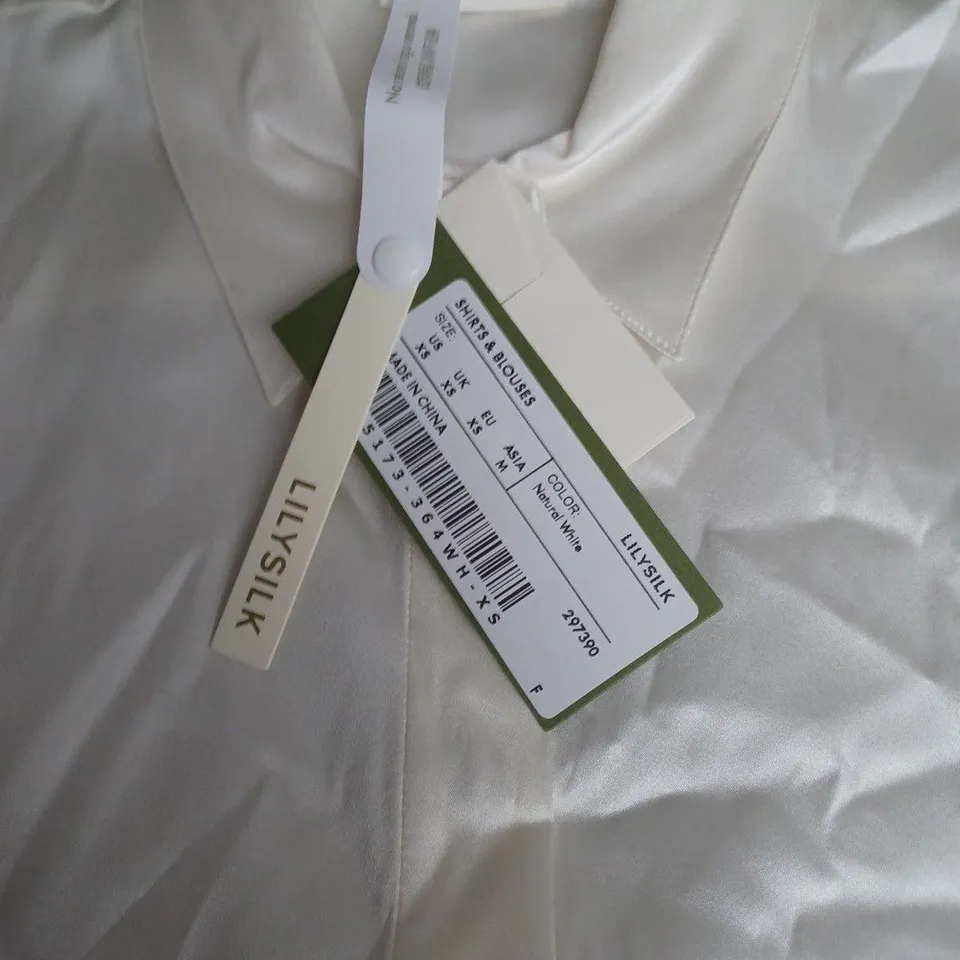 SHIRTS & BLOUSES
LILYSILK
SIZE:
US UK EU ASIA
XS XS XS M
COLOR:
Natural White
MADE IN CHINA
297390
5173-364WH-XS
F
LILYSILK